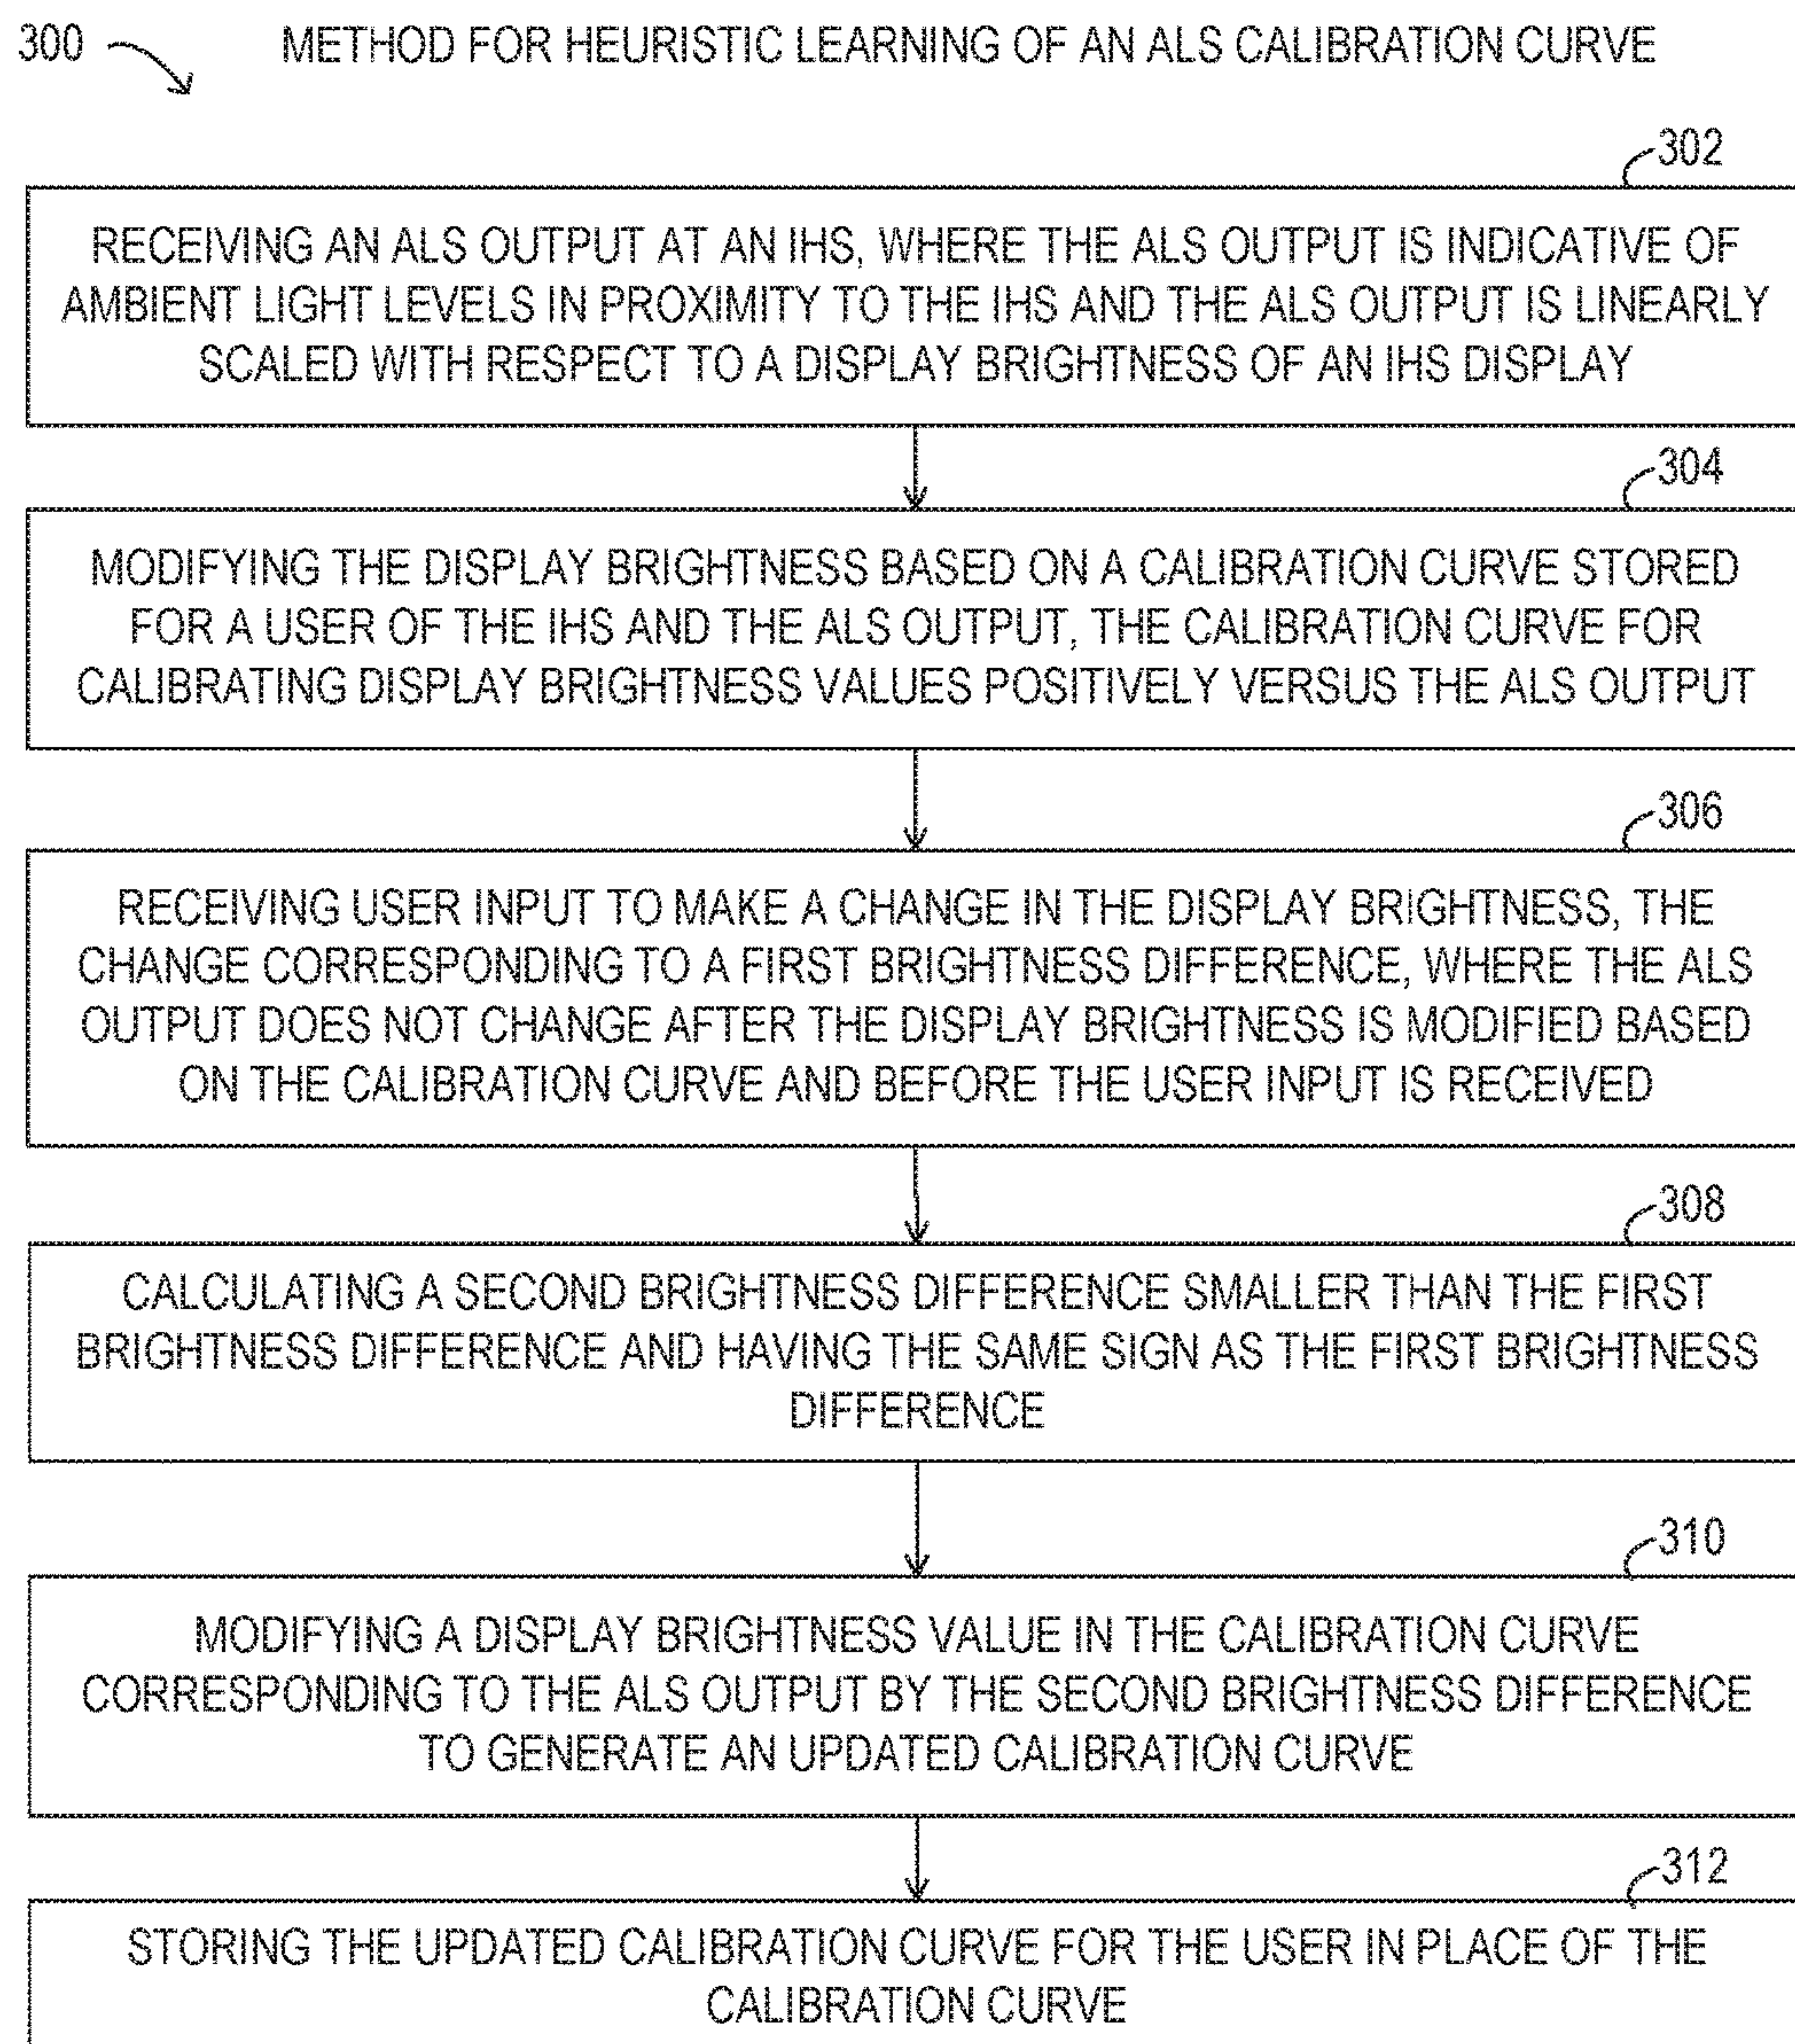 300 METHOD FOR HEURISTIC LEARNING OF AN ALS CALIBRATION CURVE
302
RECEIVING AN ALS OUTPUT AT AN IHS, WHERE THE ALS OUTPUT IS INDICATIVE OF
AMBIENT LIGHT LEVELS IN PROXIMITY TO THE IHS AND THE ALS OUTPUT IS LINEARLY
SCALED WITH RESPECT TO A DISPLAY BRIGHTNESS OF AN IHS DISPLAY
304
MODIFYING THE DISPLAY BRIGHTNESS BASED ON A CALIBRATION CURVE STORED
FOR A USER OF THE IHS AND THE ALS OUTPUT, THE CALIBRATION CURVE FOR
CALIBRATING DISPLAY BRIGHTNESS VALUES POSITIVELY VERSUS THE ALS OUTPUT
306
RECEIVING USER INPUT TO MAKE A CHANGE IN THE DISPLAY BRIGHTNESS, THE
CHANGE CORRESPONDING TO A FIRST BRIGHTNESS DIFFERENCE, WHERE THE ALS
OUTPUT DOES NOT CHANGE AFTER THE DISPLAY BRIGHTNESS IS MODIFIED BASED
ON THE CALIBRATION CURVE AND BEFORE THE USER INPUT IS RECEIVED
308
CALCULATING A SECOND BRIGHTNESS DIFFERENCE SMALLER THAN THE FIRST
BRIGHTNESS DIFFERENCE AND HAVING THE SAME SIGN AS THE FIRST BRIGHTNESS
DIFFERENCE
310
MODIFYING A DISPLAY BRIGHTNESS VALUE IN THE CALIBRATION CURVE
CORRESPONDING TO THE ALS OUTPUT BY THE SECOND BRIGHTNESS DIFFERENCE
TO GENERATE AN UPDATED CALIBRATION CURVE
312
STORING THE UPDATED CALIBRATION CURVE FOR THE USER IN PLACE OF THE
CALIBRATION CURVE